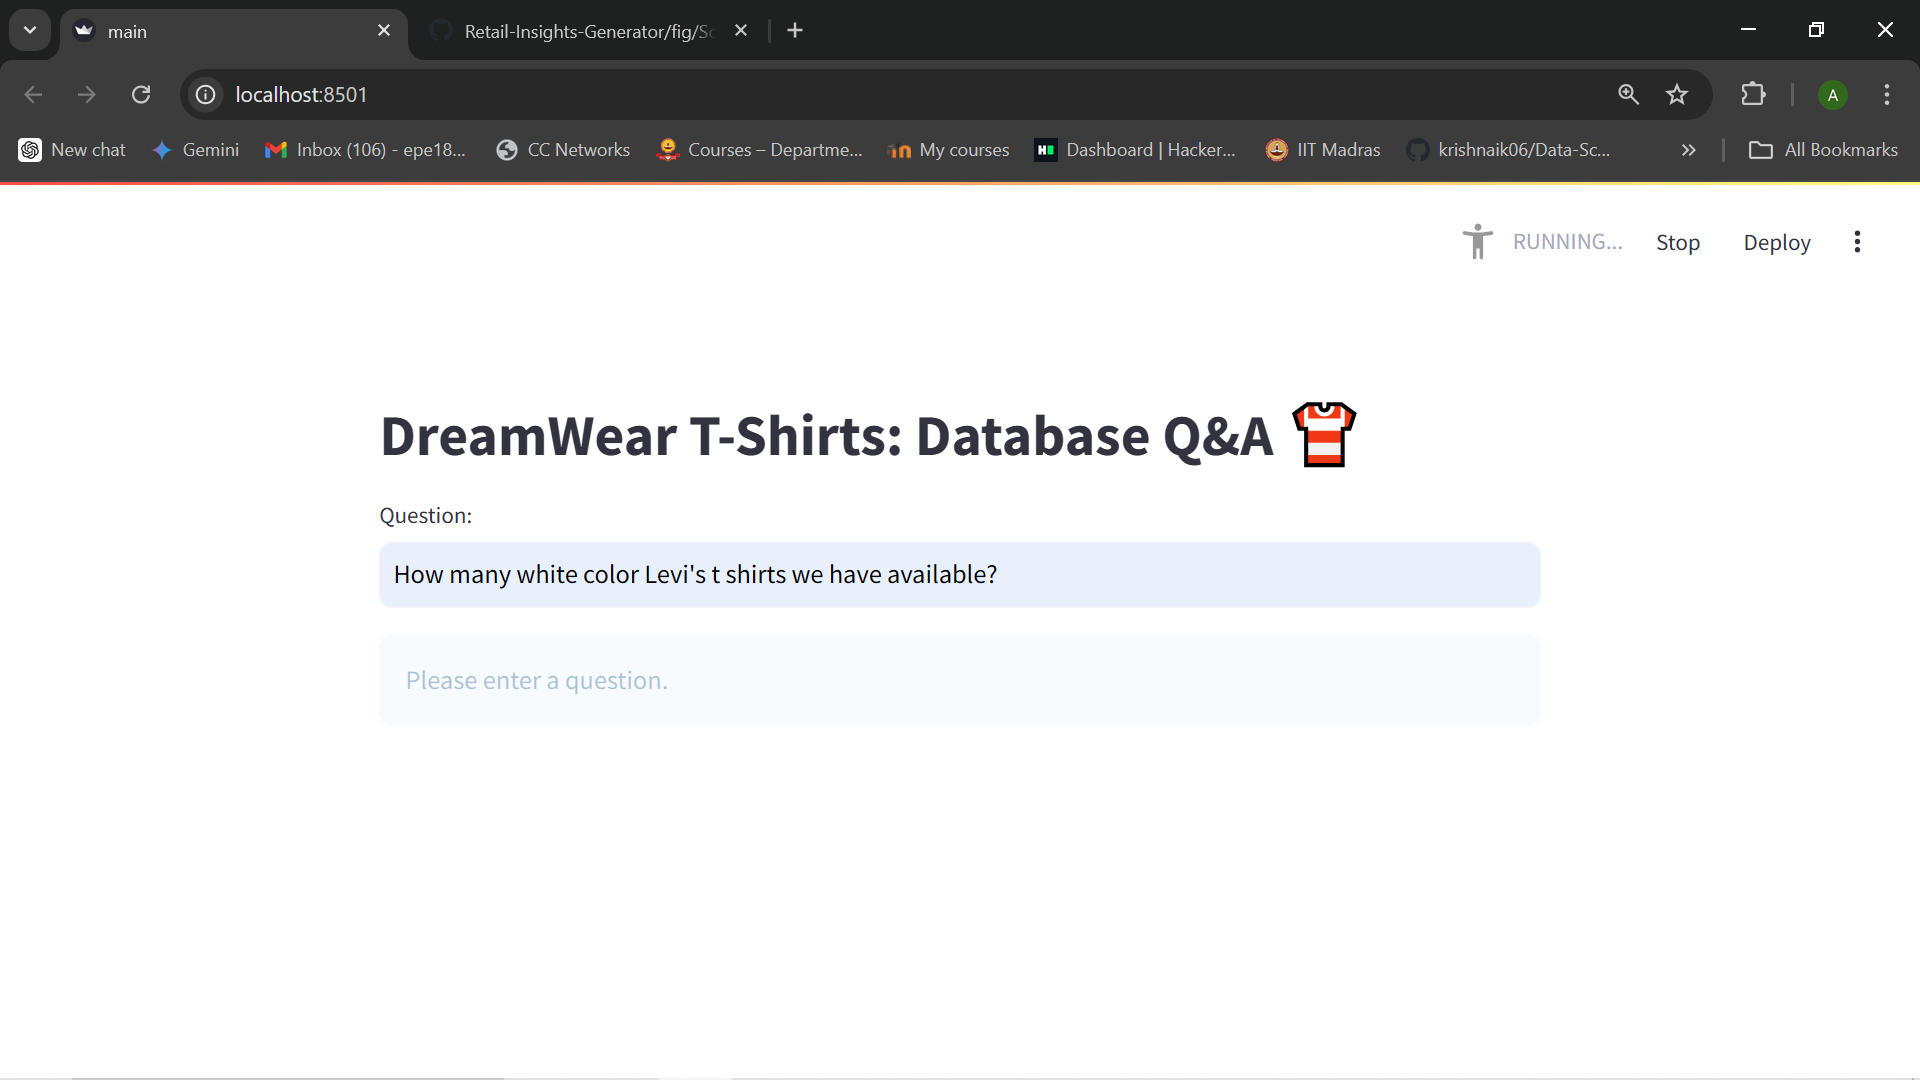 main
Retail-Insights-Generator/fig/Sc
localhost:8501
A
New chat
Gemini
Inbox (106) - epe18...
CC Networks
Courses – Departme...
My courses
Dashboard | Hacker...
IIT Madras
krishnaik06/Data-Sc...
All Bookmarks
RUNNING...
Stop
Deploy
DreamWear T-Shirts: Database Q&A
Question:
How many white color Levi's t shirts we have available?
Please enter a question.